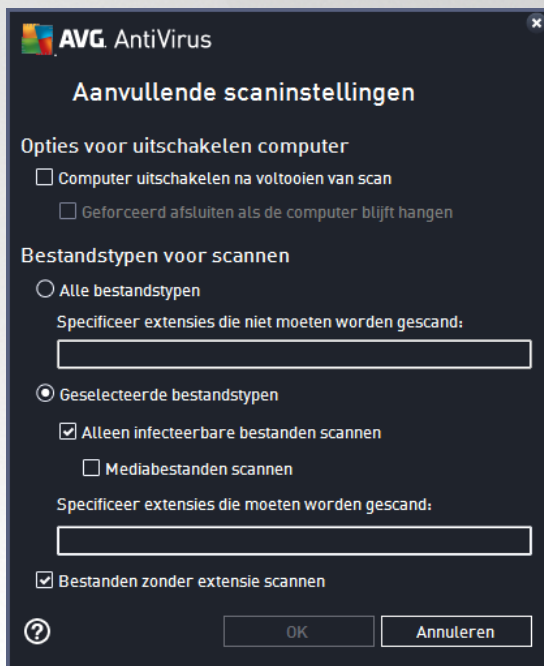 AVG. AntiVirus
Aanvullende scaninstellingen
Opties voor uitschakelen computer
Computer uitschakelen na voltooien van scan
Geforceerd afsluiten als de computer blijft hangen
Bestandstypen voor scannen
Alle bestandstypen
Specificeer extensies die niet moeten worden gescand:
Geselecteerde bestandstypen
Alleen infecteerbare bestanden scannen
Mediabestanden scannen
Specificeer extensies die moeten worden gescand:
Bestanden zonder extensie scannen
?
OK
Annuleren